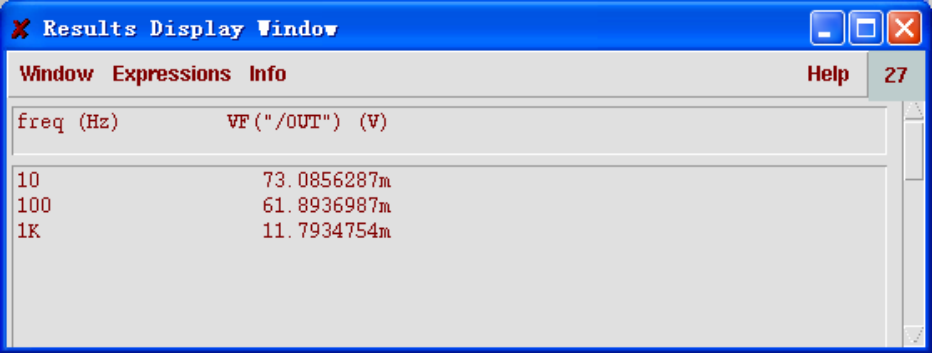 Results Display Window
Window Expressions Info Help 27
freq (Hz) VF("/OUT") (V)
10 73.0856287m
100 61.8936987m
1K 11.7934754m